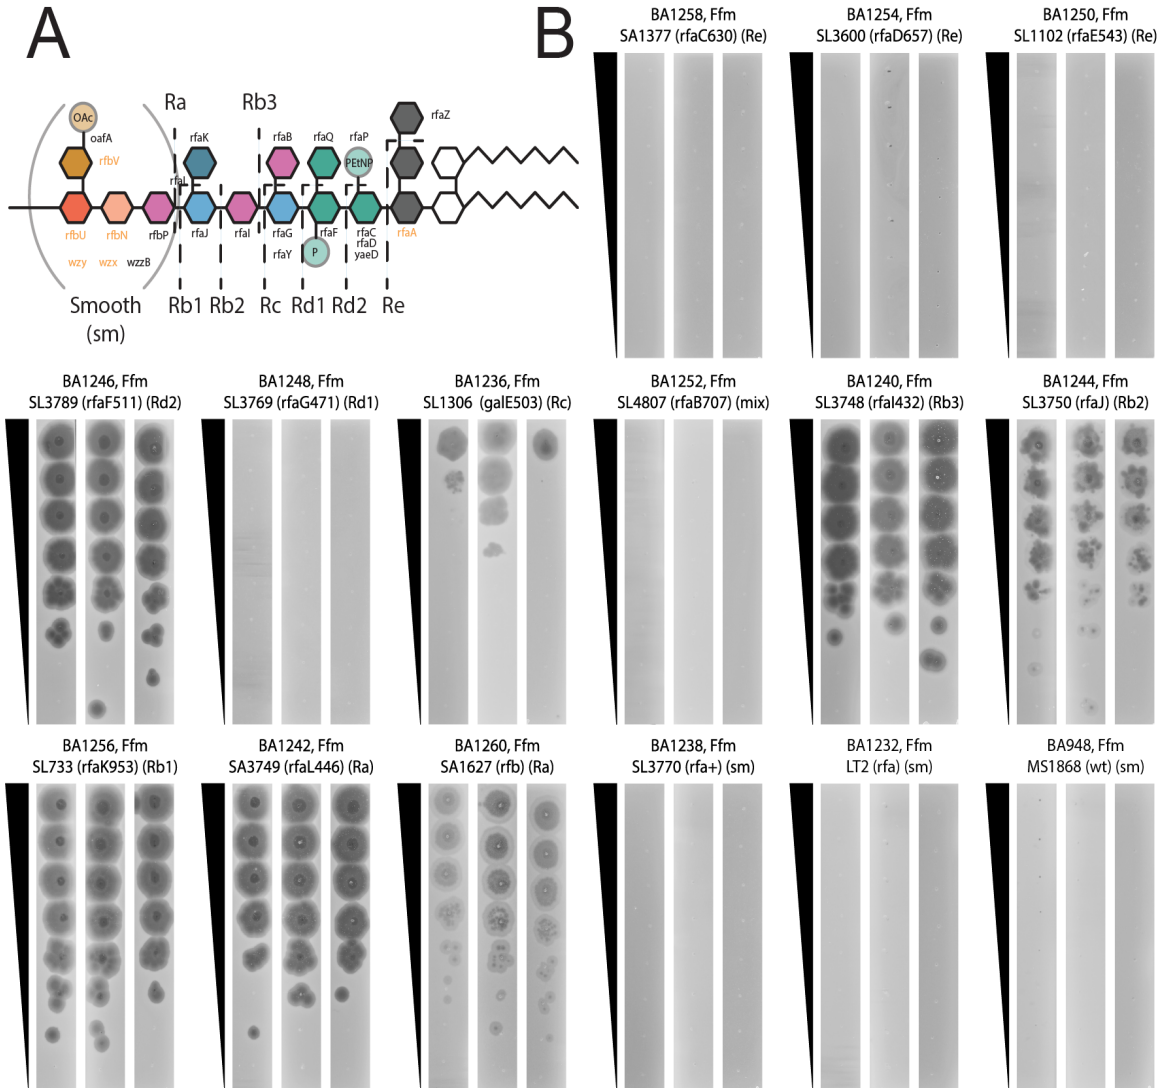 A
B
Ra
Rb3
OAc
oafA
rfbV
rfaL
rfaK
rfaB
rfaQ
rfaP
PEtNP
rfaZ
rfbU
rfbN
rfbP
rfaJ
rfaI
rfaG
rfaF
rfaC
rfaA
wzy
wzx
wzzB
rfaY
P
rfaD
yaeD
Smooth
(sm)
Rb1
Rb2
Rc
Rd1
Rd2
Re
BA1258, Ffm
SA1377 (rfaC630) (Re)
BA1254, Ffm
SL3600 (rfaD657) (Re)
BA1250, Ffm
SL1102 (rfaE543) (Re)
BA1246, Ffm
SL3789 (rfaF511) (Rd2)
BA1248, Ffm
SL3769 (rfaG471) (Rd1)
BA1236, Ffm
SL1306 (galE503) (Rc)
BA1252, Ffm
SL4807 (rfaB707) (mix)
BA1240, Ffm
SL3748 (rfaI432) (Rb3)
BA1244, Ffm
SL3750 (rfaJ) (Rb2)
BA1256, Ffm
SL733 (rfaK953) (Rb1)
BA1242, Ffm
SA3749 (rfaL446) (Ra)
BA1260, Ffm
SA1627 (rfb) (Ra)
BA1238, Ffm
SL3770 (rfa+) (sm)
BA1232, Ffm
LT2 (rfa) (sm)
BA948, Ffm
MS1868 (wt) (sm)